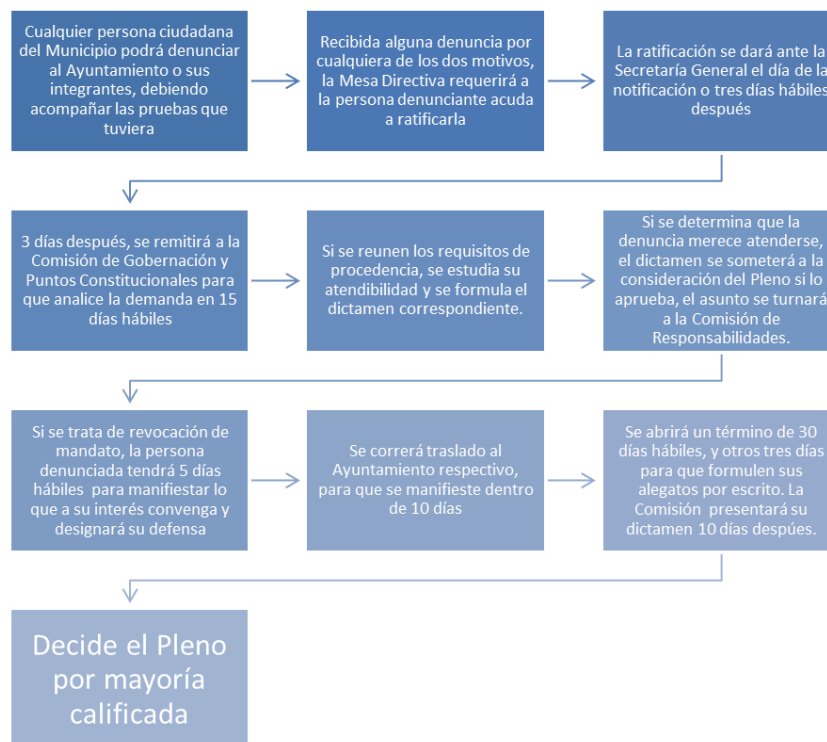 Cualquier persona ciudadana
del Municipio podrá denunciar
al Ayuntamiento o sus
integrantes, debiendo
acompañar las pruebas que
tuviera
Recibida alguna denuncia por
cualquiera de los dos motivos,
la Mesa Directiva requerirá a
a la persona denunciante acuda
a ratificarla
La ratificación se dará ante la
Secretaría General el día de la
notificación o tres días hábiles
después
3 días después, se remitirá a la
Comisión de Gobernación y
Puntos Constitucionales para
que analice la demanda en 15
días hábiles
Si se reunen los requisitos de
procedencia, se estudia su
atendibilidad y se formula el
dictamen correspondiente.
Si se determina que la
denuncia merece atenderse,
el dictamen se someterá a la
consideración del Pleno si lo
aprueba, el asunto se turnará
a la Comisión de
Responsabilidades.
Si se trata de revocación de
mandato, la persona
denunciada tendrá 5 días
hábiles para manifiestar lo
que a su interés convenga y
designará su defensa
Se correrá traslado al
Ayuntamiento respectivo,
para que se manifieste dentro
de 10 días
Se abrirá un término de 30
días hábiles, y otros tres días
para que formulen sus
alegatos por escrito. La
Comisión presentará su
dictamen 10 días despúes.
Decide el Pleno
por mayoría
calificada